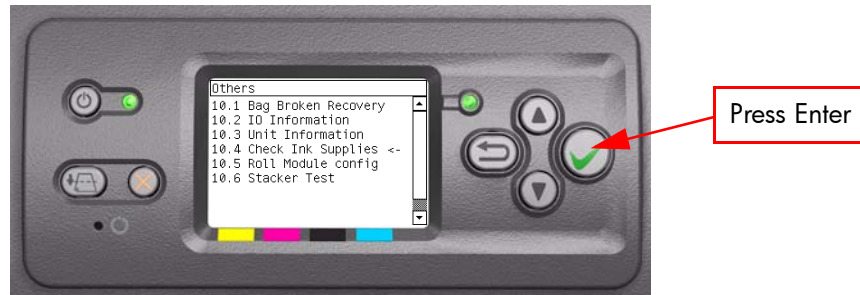 Others
10.1 Bag Broken Recovery
10.2 IO Information
10.3 Unit Information
10.4 Check Ink Supplies <-
10.5 Roll Module config
10.6 Stacker Test
Press Enter